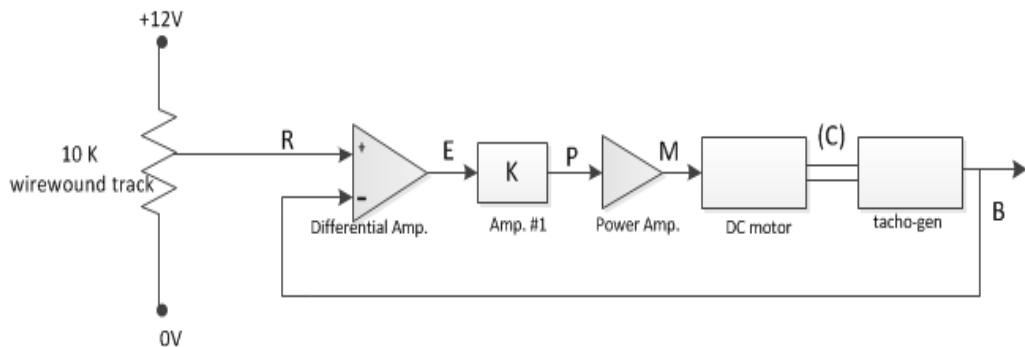 +12V
10 K
wirewound track
R
+
-
Differential Amp.
E
K
Amp. #1
P
Power Amp.
M
DC motor
(C)
tacho-gen
B
0V